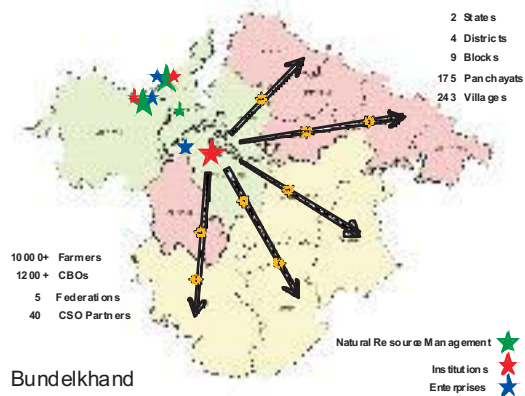 2 States
4 Districts
9 Blocks
175 Panchayats
243 Villages
10000+ Farmers
1200+ CBOs
5 Federations
40 CSO Partners
Natural Resource Management
Institutions
Enterprises
Bundelkhand